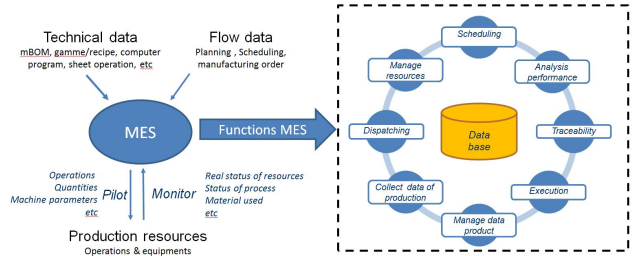 Technical data
mBOM, gamme/recipe, computer
program, sheet operation, etc
Flow data
Planning , Scheduling,
manufacturing order
MES
Functions MES
Operations
Quantities
Machine parameters
etc
Pilot
Monitor
Real status of resources
Status of process
Material used
etc
Production resources
Operations & equipments
Scheduling
Analysis
performance
Traceability
Execution
Manage data
product
Collect data of
production
Dispatching
Manage
resources
Data
base